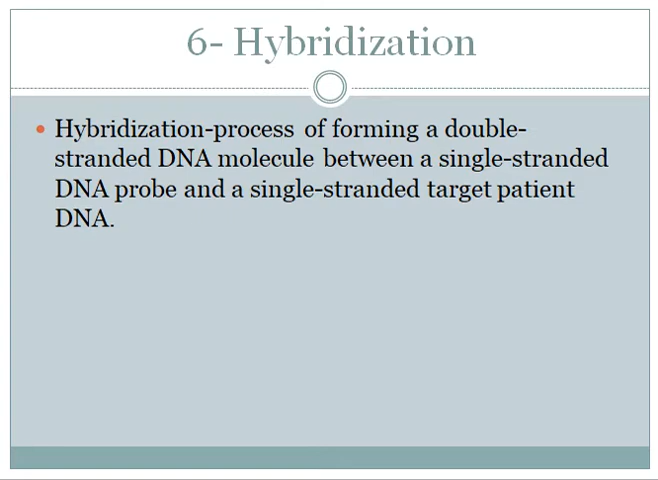 6- Hybridization
Hybridization-process of forming a double-
stranded DNA molecule between a single-stranded
DNA probe and a single-stranded target patient
DNA.